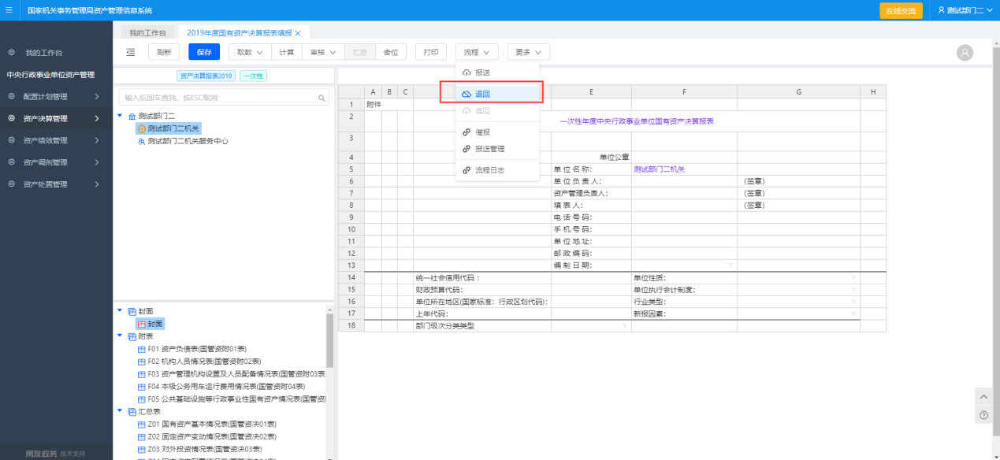 国家机关事务管理局资产管理信息系统
在线交流
测试部门二
我的工作台
2019年度国有资产决算报表填报
我的工作台
中央行政事业单位资产管理
配置计划管理
资产决算管理
资产绩效管理
资产调剂管理
资产处置管理
用友政务 技术支持
刷新 保存 取数 计算 审核 汇总 舍位 打印 流程 更多
资产决算报表2019 一次性
输入后回车查找，按ESC取消
测试部门二
测试部门二机关
测试部门二机关服务中心
封面
封面
附表
F01 资产负债表(国管资附01表)
F02 机构人员情况表(国管资附02表)
F03 资产管理机构设置及人员配备情况表(国管资附03表
F04 本级公务用车运行费用情况表(国管资附04表)
F05 公共基础设施等行政事业性国有资产情况表(国管资
汇总表
Z01 国有资产基本情况表(国管资决01表)
Z02 固定资产变动情况表(国管资决02表)
Z03 对外投资情况表(国管资决03表)
报送
退回
追回
催报
报送管理
流程日志
A B C E F G H
1 附件
2 一次性年度中央行政事业单位国有资产决算报表
3
4 单位公章
5 单 位 名 称： 测试部门二机关
6 单 位 负 责 人： （签章）
7 资产管理负责人： （签章）
8 填 表 人： （签章）
9 电 话 号 码：
10 手 机 号 码：
11 单 位 地 址：
12 邮 政 编 码：
13 编 制 日 期：
14 统一社会信用代码： 单位性质：
15 财政预算代码： 单位执行会计制度：
16 单位所在地区(国家标准：行政区划代码)： 行业类型：
17 上年代码： 新报因素：
18 部门级次分类类型